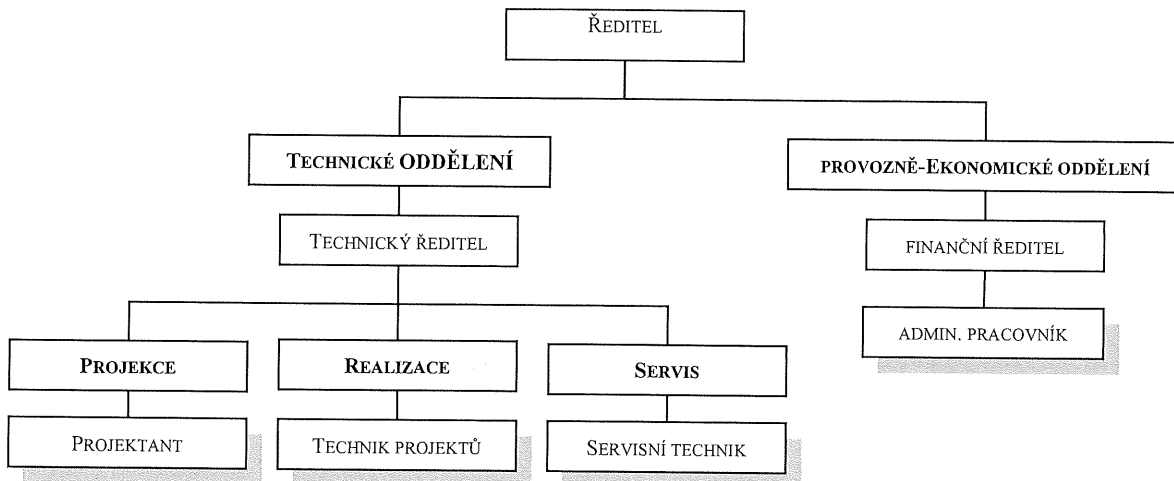 ŘEDITEL
TECHNICKÉ ODDĚLENÍ
PROVOZNĚ-EKONOMICKÉ ODDĚLENÍ
TECHNICKÝ ŘEDITEL
FINANČNÍ ŘEDITEL
ADMIN. PRACOVNÍK
PROJEKCE
REALIZACE
SERVIS
PROJEKTANT
TECHNIK PROJEKTŮ
SERVISNÍ TECHNIK